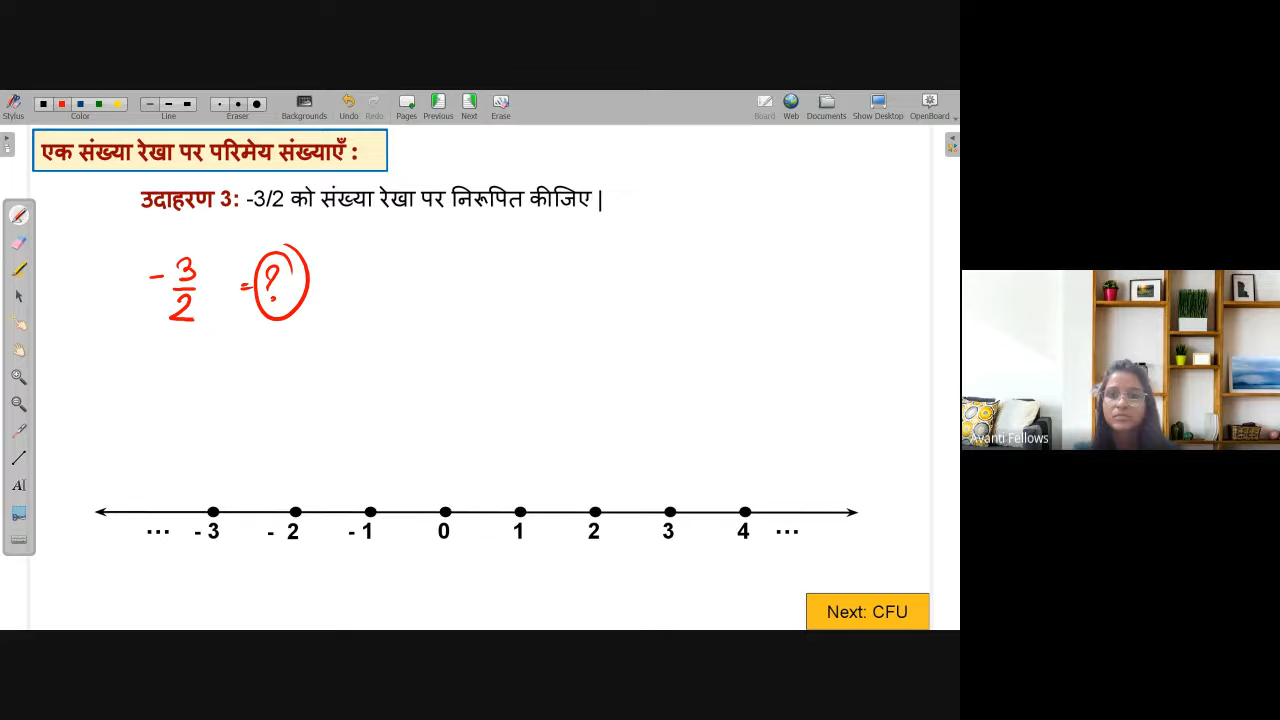 Stylus
Color
Line
Eraser
Backgrounds
Undo
Redo
Pages
Previous
Next
Erase
Board
Web
Documents
Show Desktop
OpenBoard
एक संख्या रेखा पर परिमेय संख्याएँ :
उदाहरण 3: -3/2 को संख्या रेखा पर निरूपित कीजिए |
- 3/2 = ?
... - 3 - 2 - 1 0 1 2 3 4 ...
Next: CFU
Avanti Fellows